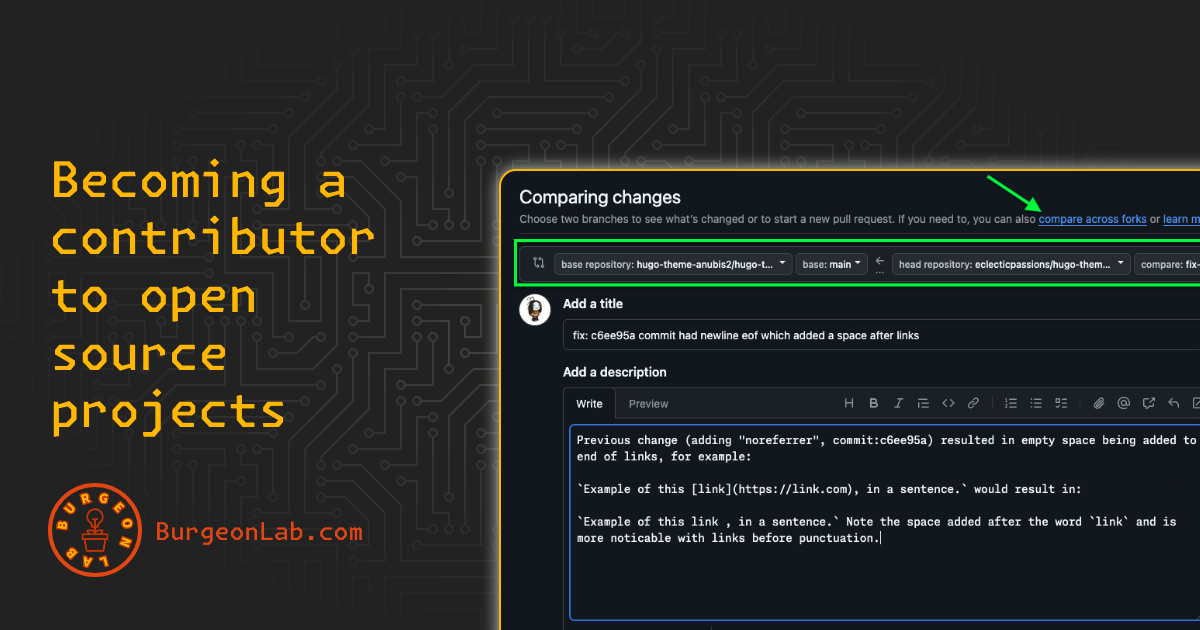 Becoming a
contributor
to open
source
projects
BURGEON LAB
BurgeonLab.com
Comparing changes
Choose two branches to see what's changed or to start a new pull request. If you need to, you can also compare across forks or learn m
base repository: hugo-theme-anubis2/hugo-t... base: main ← head repository: eclecticpassions/hugo-them... compare: fix-
Add a title
fix: c6ee95a commit had newline eof which added a space after links
Add a description
Write Preview
Previous change (adding "noreferrer", commit:c6ee95a) resulted in empty space being added to
end of links, for example:
`Example of this [link](https://link.com), in a sentence.` would result in:
`Example of this link , in a sentence.` Note the space added after the word `link` and is
more noticable with links before punctuation.